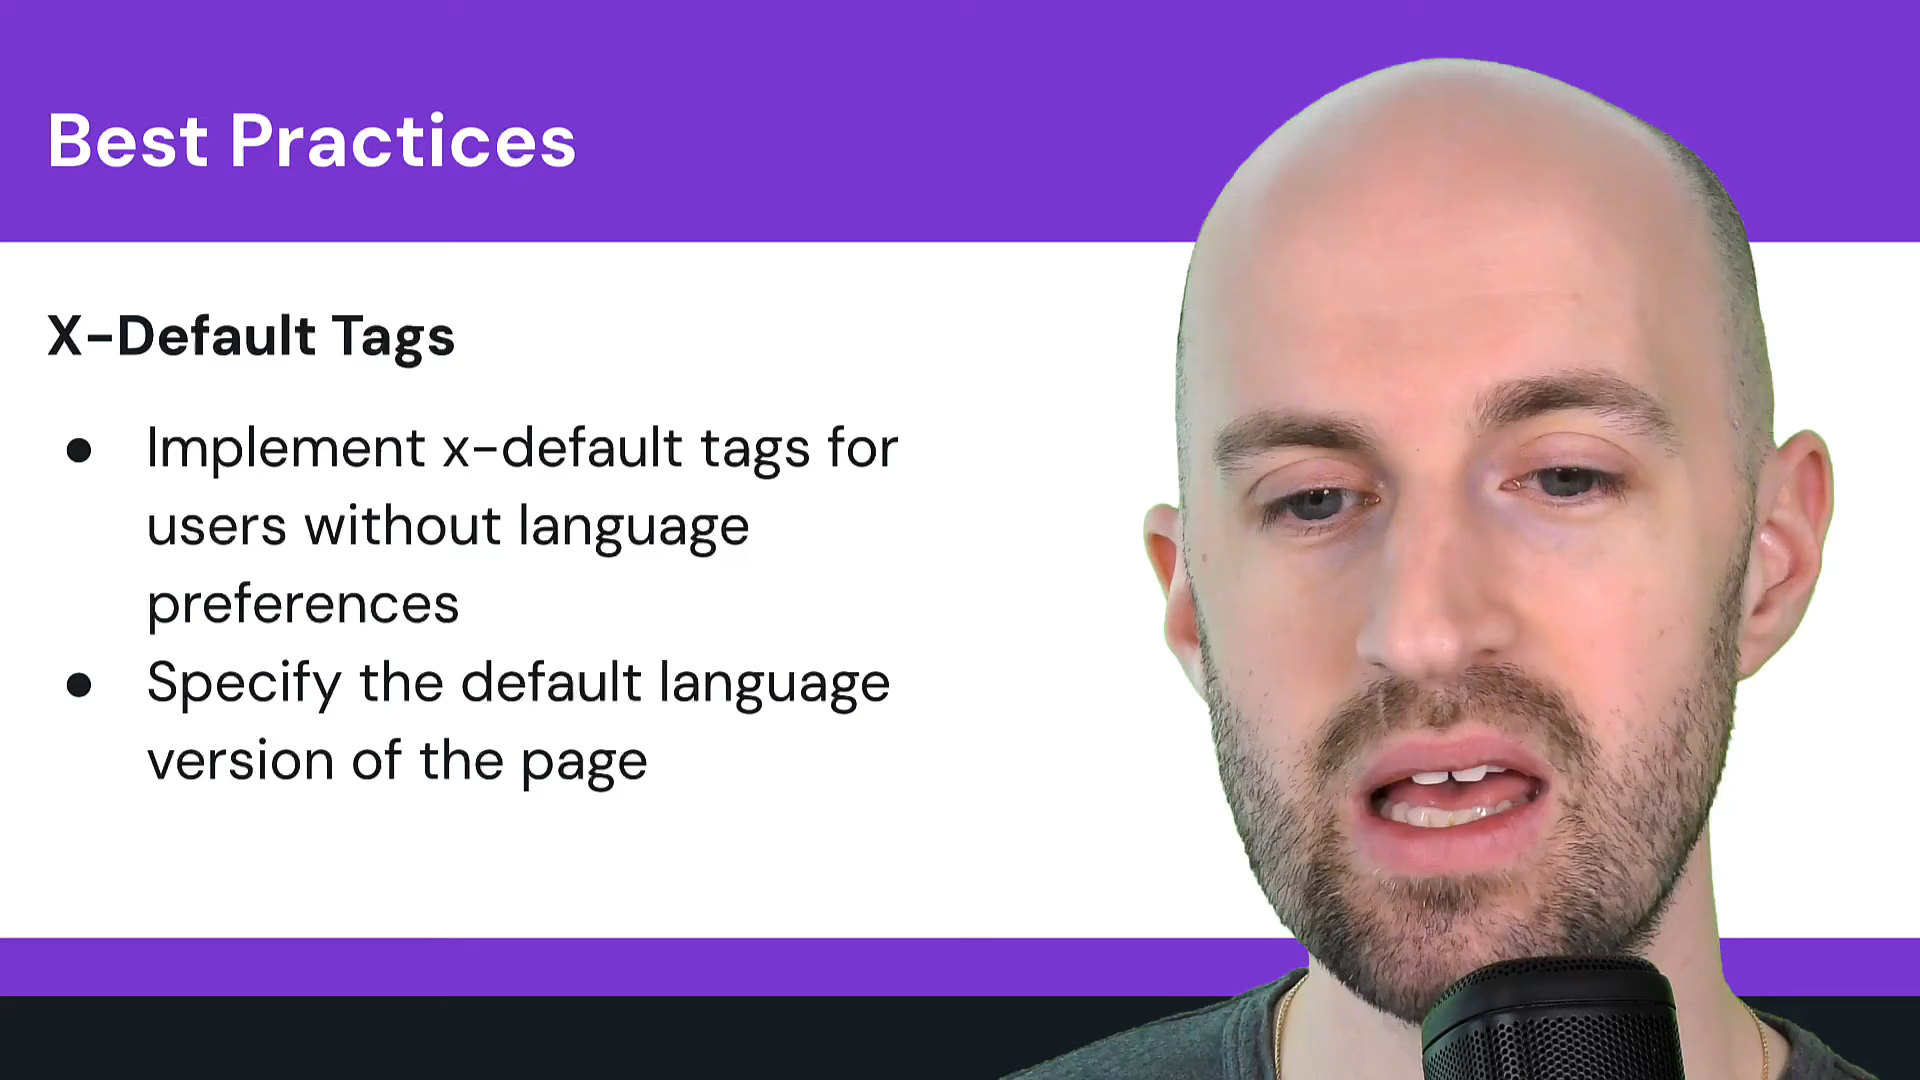 Best Practices
X-Default Tags
● Implement x-default tags for
users without language
preferences
● Specify the default language
version of the page